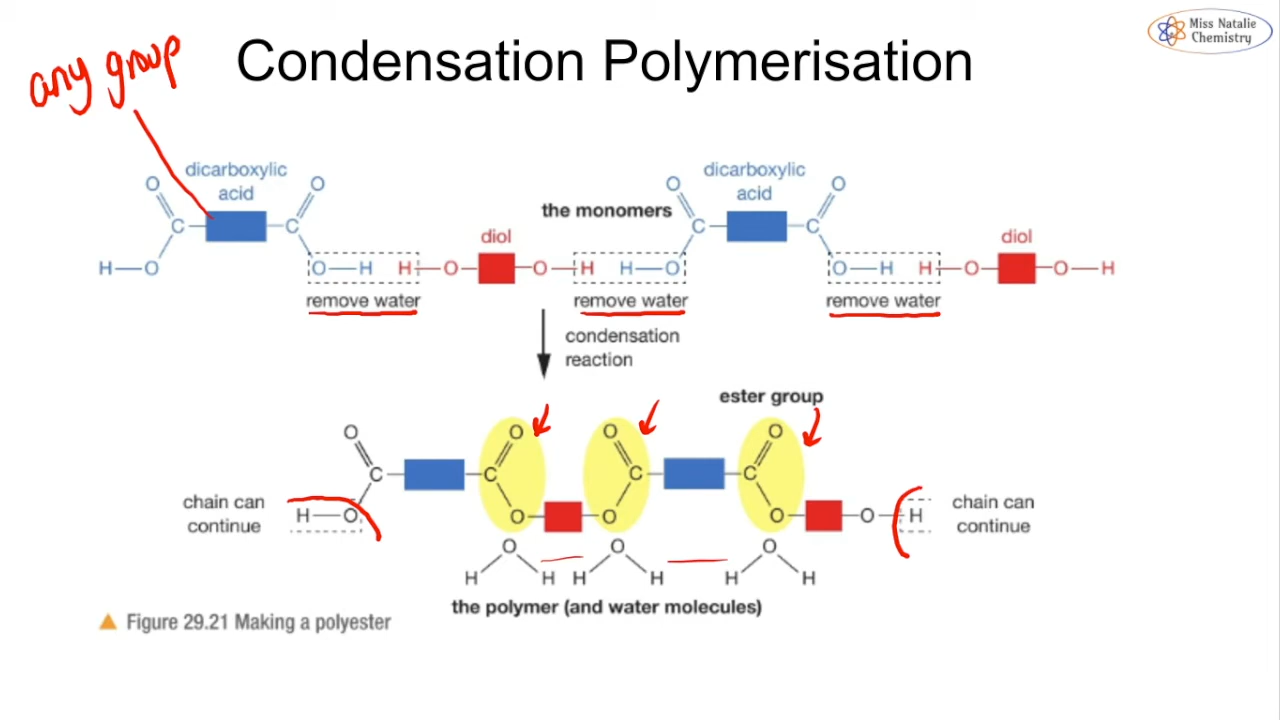 Miss Natalie
Chemistry
Condensation Polymerisation
any group
dicarboxylic
acid
dicarboxylic
acid
O O O O
the monomers
C C C C
diol diol
H—O O—H H—O O—H H—O O—H H—O O—H
remove water remove water remove water
condensation
reaction
ester group
O O O O
C C C C
chain can
continue
H—O O O O O—H
chain can
continue
O O O
H H H H H H
the polymer (and water molecules)
Figure 29.21 Making a polyester